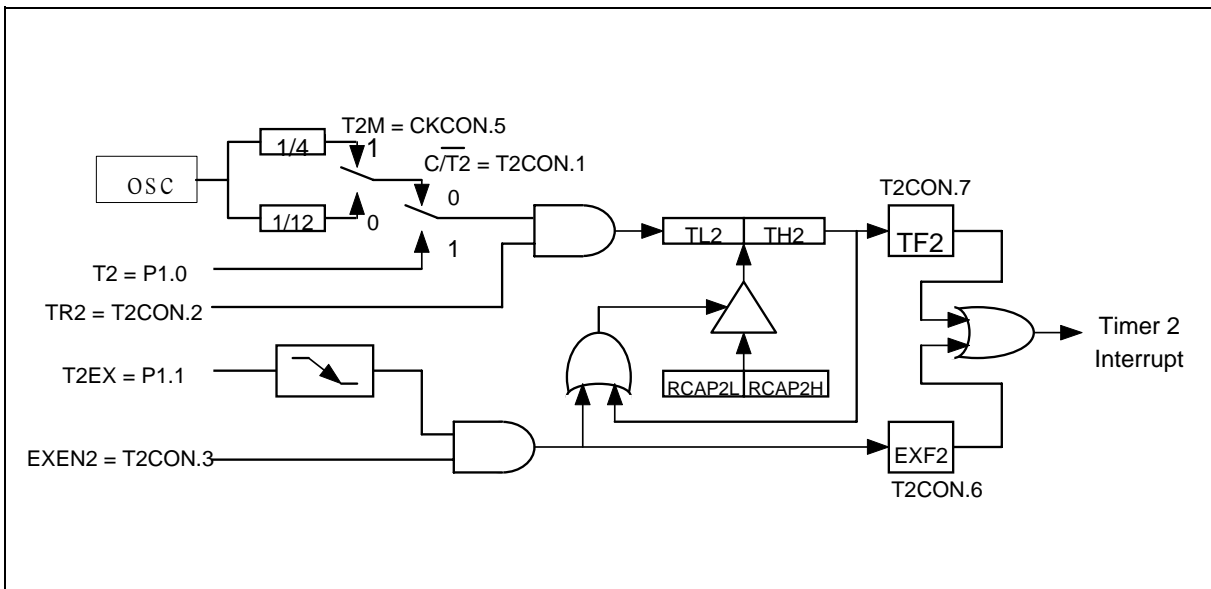 T2M = CKCON.5
1/4
1
C/T2 = T2CON.1
OSC
T2CON.7
0
1/12
0
TL2 TH2
TF2
1
T2 = P1.0
TR2 = T2CON.2
Timer 2
Interrupt
T2EX = P1.1
RCAP2L RCAP2H
EXEN2 = T2CON.3
EXF2
T2CON.6